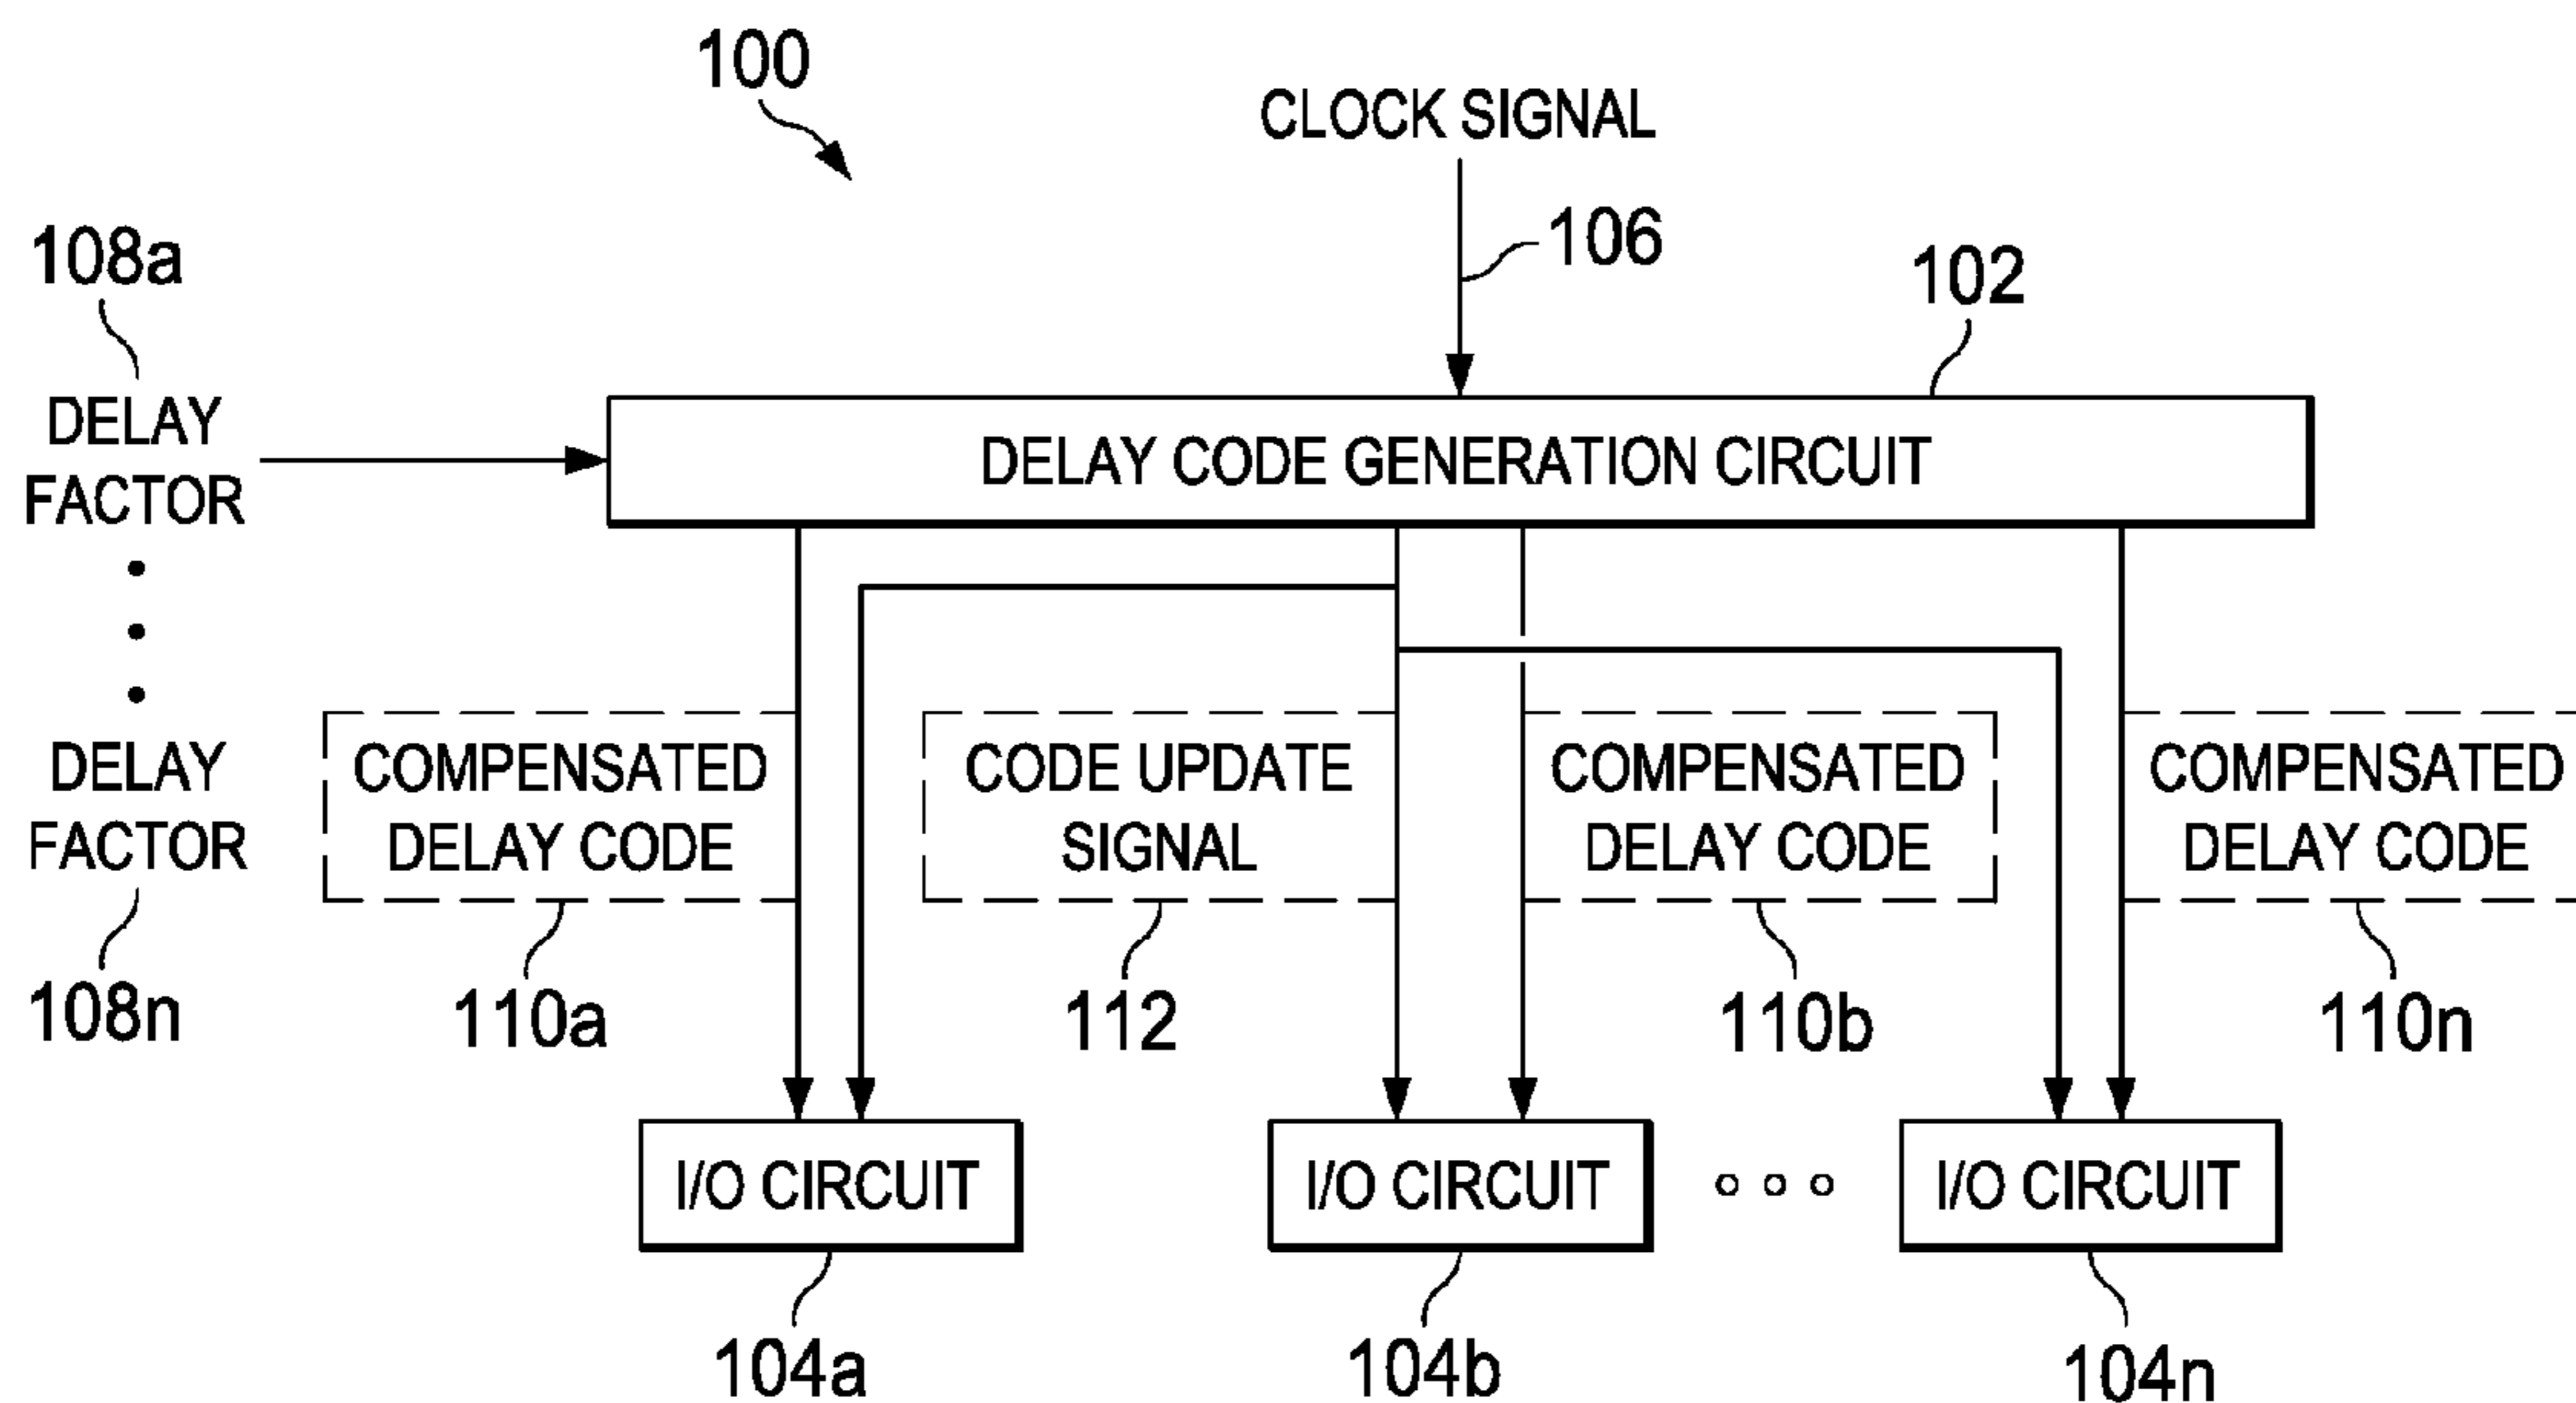 100
CLOCK SIGNAL
106
108a
102
DELAY
FACTOR
DELAY CODE GENERATION CIRCUIT
DELAY
FACTOR
COMPENSATED
DELAY CODE
CODE UPDATE
SIGNAL
COMPENSATED
DELAY CODE
COMPENSATED
DELAY CODE
108n
110a
112
110b
110n
I/O CIRCUIT
I/O CIRCUIT
I/O CIRCUIT
104a
104b
104n